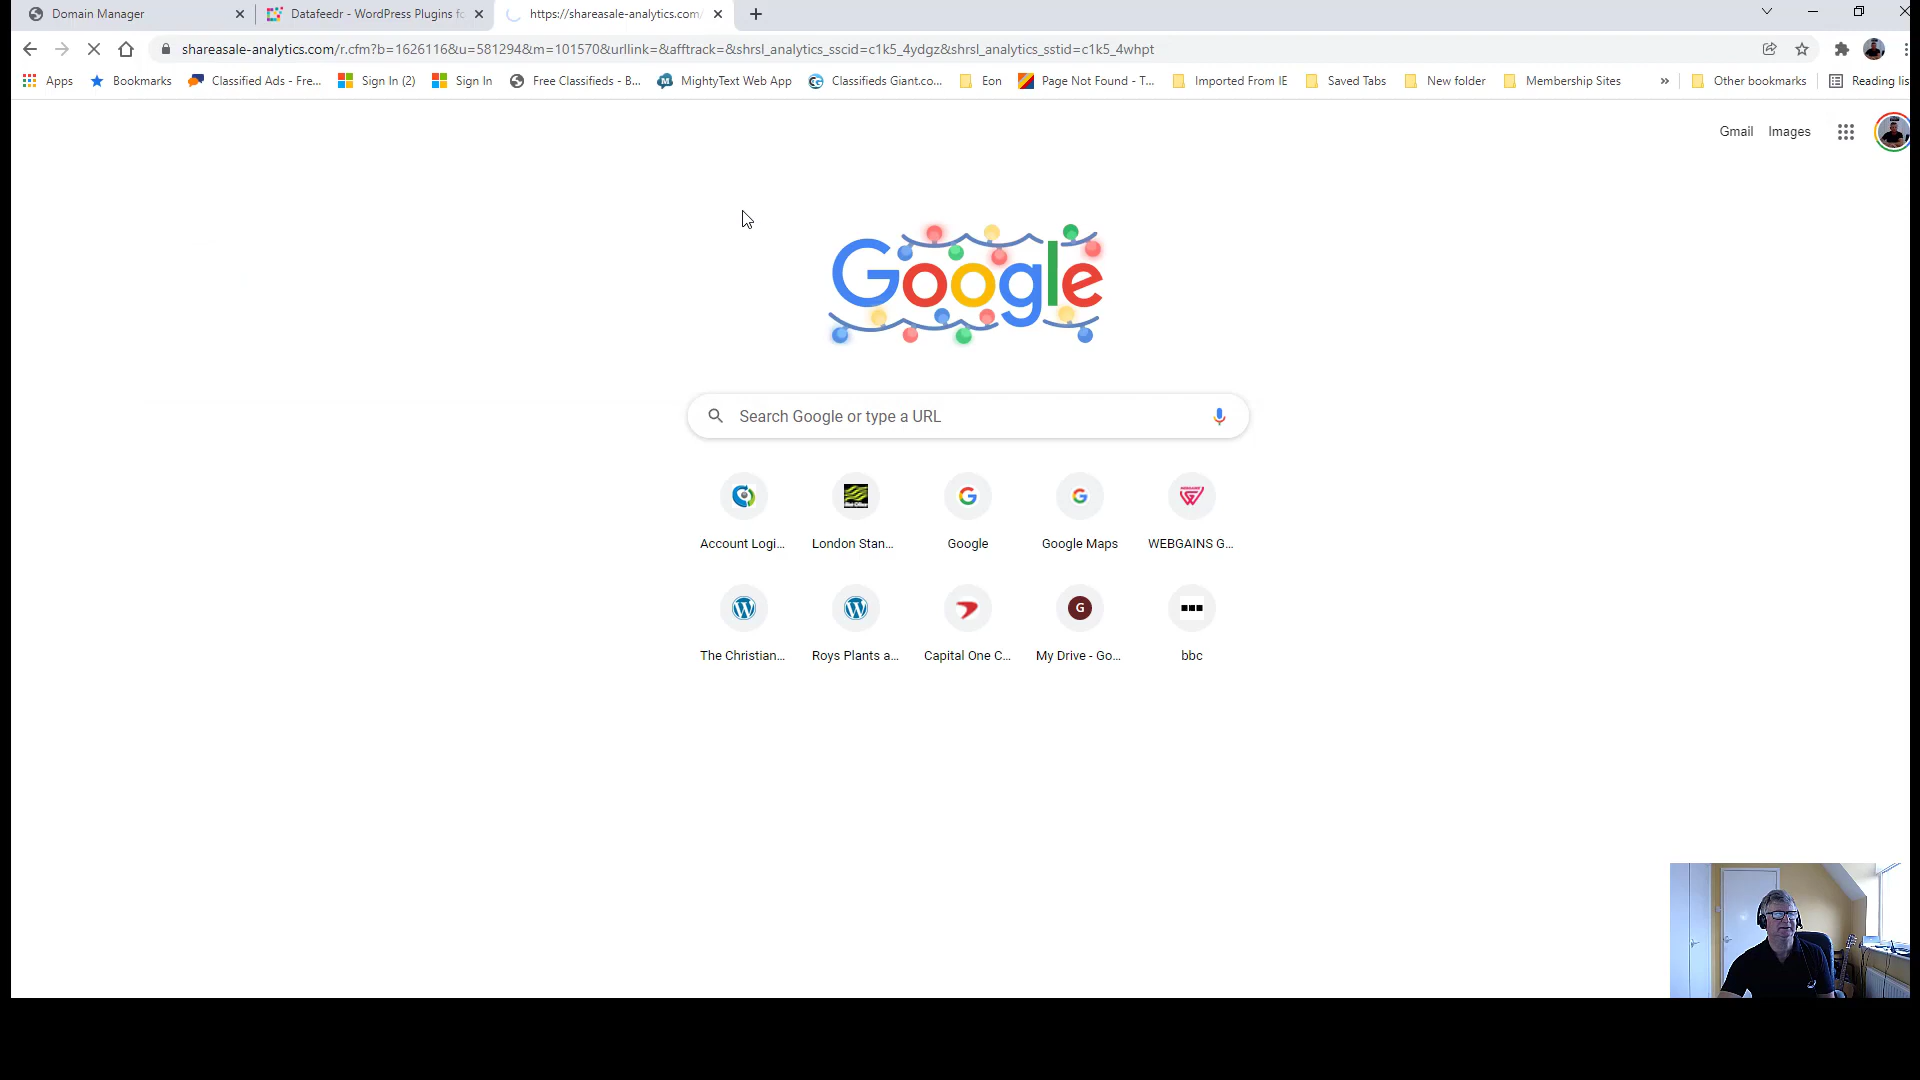 Domain Manager
Datafeedr - WordPress Plugins fo
https://shareasale-analytics.com/
shareasale-analytics.com/r.cfm?b=1626116&u=581294&m=101570&urllink=&afftrack=&shrsl_analytics_sscid=c1k5_4ydgz&shrsl_analytics_sstid=c1k5_4whpt
Apps Bookmarks Classified Ads - Free... Sign In (2) Sign In Free Classifieds - B... MightyText Web App Classifieds Giant.co... Eon Page Not Found - T... Imported From IE Saved Tabs New folder Membership Sites » Other bookmarks Reading lis
Gmail Images
Google
Search Google or type a URL
Account Logi... London Stan... Google Google Maps WEBGAINS G...
G
The Christian... Roys Plants a... Capital One C... My Drive - Go... bbc